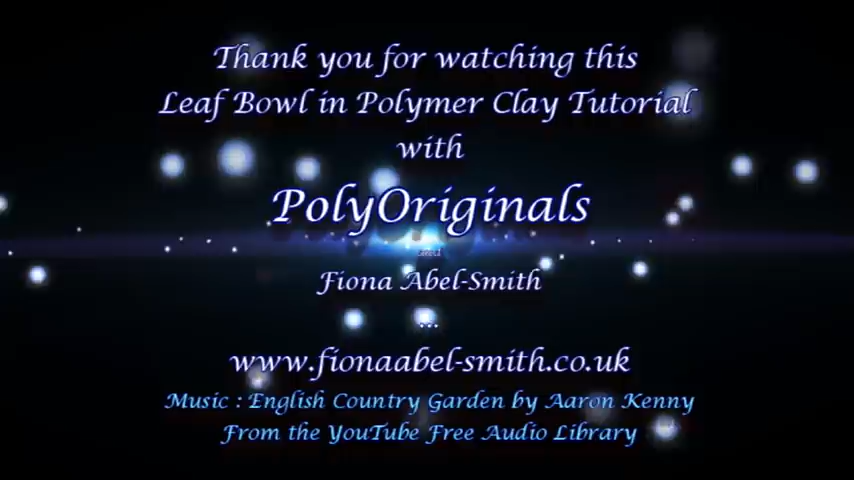 Thank you for watching this
Leaf Bowl in Polymer Clay Tutorial
with
PolyOriginals
Fiona Abel-Smith
...
www.fionaabel-smith.co.uk
Music : English Country Garden by Aaron Kenny
From the YouTube Free Audio Library